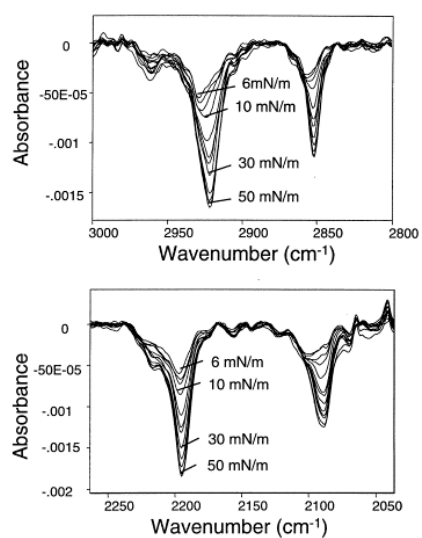 0
-50E-05
-.001
-.0015
Absorbance
6mN/m
10 mN/m
30 mN/m
50 mN/m
3000 2950 2900 2850 2800
Wavenumber (cm-1)
0
-50E-05
-.001
-.0015
-.002
Absorbance
6 mN/m
10 mN/m
30 mN/m
50 mN/m
2250 2200 2150 2100 2050
Wavenumber (cm-1)